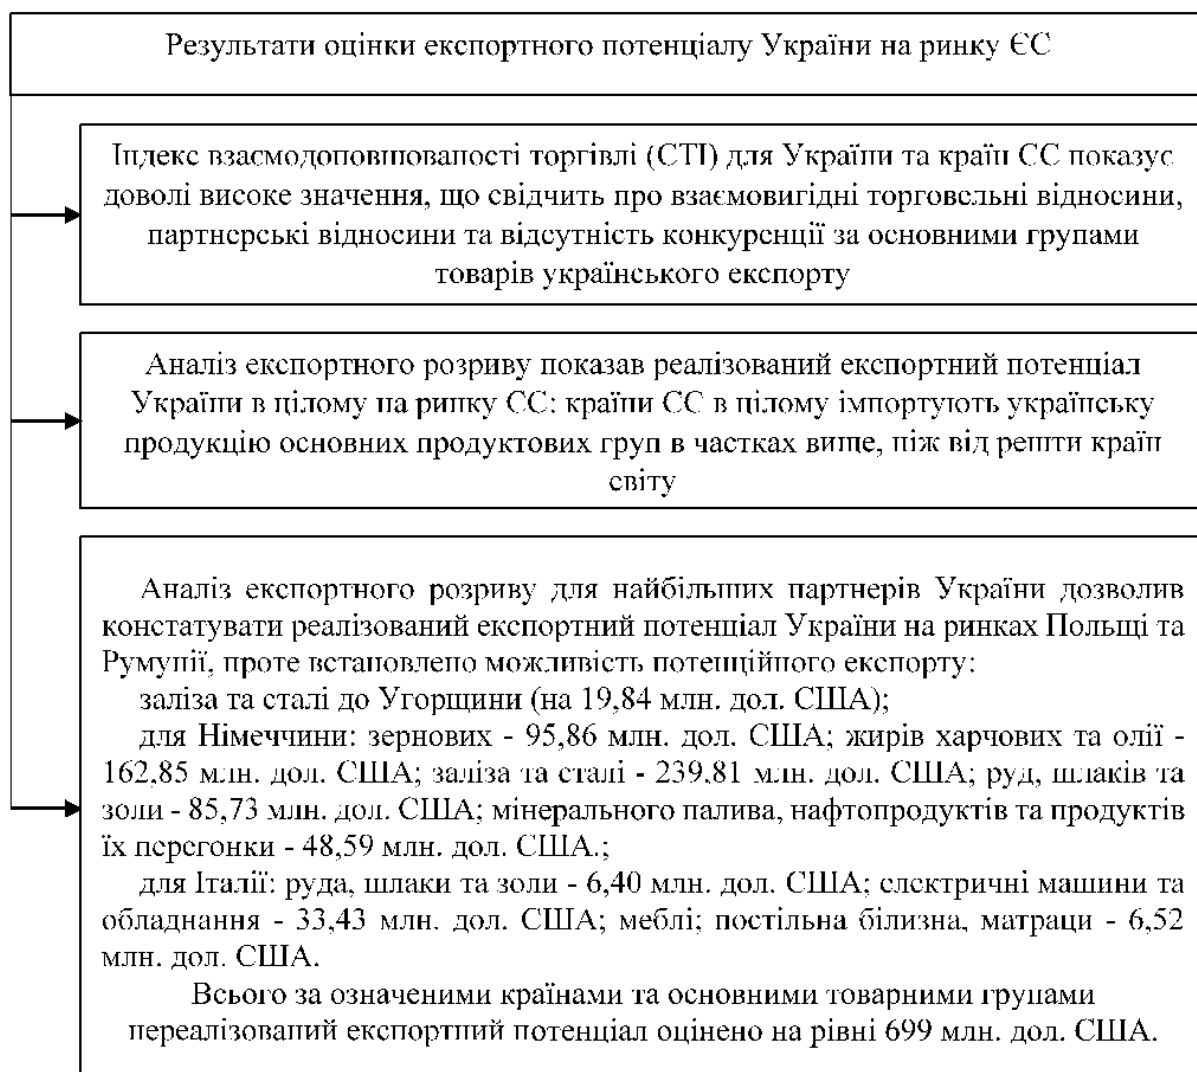 Результати оцінки експортного потенціалу України на ринку ЄС
Індекс взаємодоповнюваності торгівлі (СТІ) для України та країн ЄС показує
доволі високе значення, що свідчить про взаємовигідні торговельні відносини,
партнерські відносини та відсутність конкуренції за основними групами
товарів українського експорту
Аналіз експортного розриву показав реалізований експортний потенціал
України в цілому на ринку ЄС: країни ЄС в цілому імпортують українську
продукцію основних продуктових груп в частках вище, ніж від решти країн
світу
Аналіз експортного розриву для найбільших партнерів України дозволив
констатувати реалізований експортний потенціал України на ринках Польщі та
Румунії, проте встановлено можливість потенційного експорту:
заліза та сталі до Угорщини (на 19,84 млн. дол. США);
для Німеччини: зернових - 95,86 млн. дол. США; жирів харчових та олії -
162,85 млн. дол. США; заліза та сталі - 239,81 млн. дол. США; руд, шлаків та
золи - 85,73 млн. дол. США; мінерального палива, нафтопродуктів та продуктів
їх перегонки - 48,59 млн. дол. США.;
для Італії: руда, шлаки та золи - 6,40 млн. дол. США; електричні машини та
обладнання - 33,43 млн. дол. США; меблі; постільна білизна, матраци - 6,52
млн. дол. США.
Всього за означеними країнами та основними товарними групами
нереалізований експортний потенціал оцінено на рівні 699 млн. дол. США.